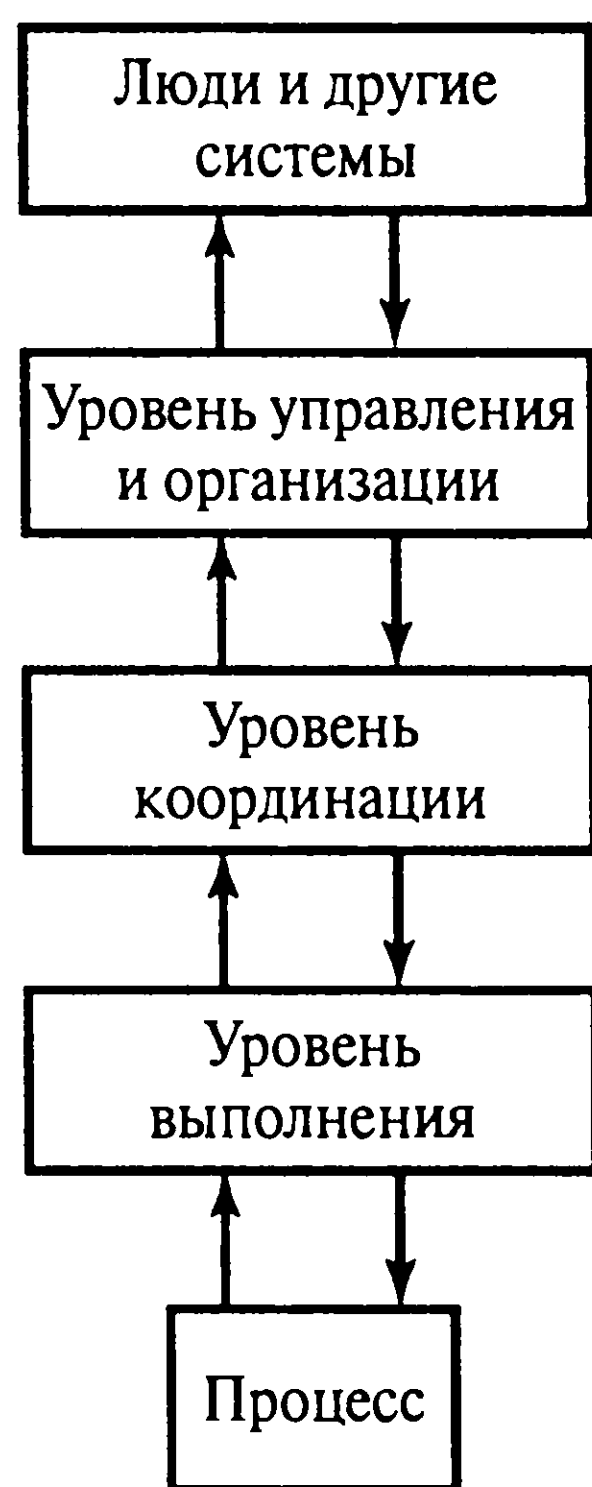 Люди и другие
системы
Уровень управления
и организации
Уровень
координации
Уровень
выполнения
Процесс